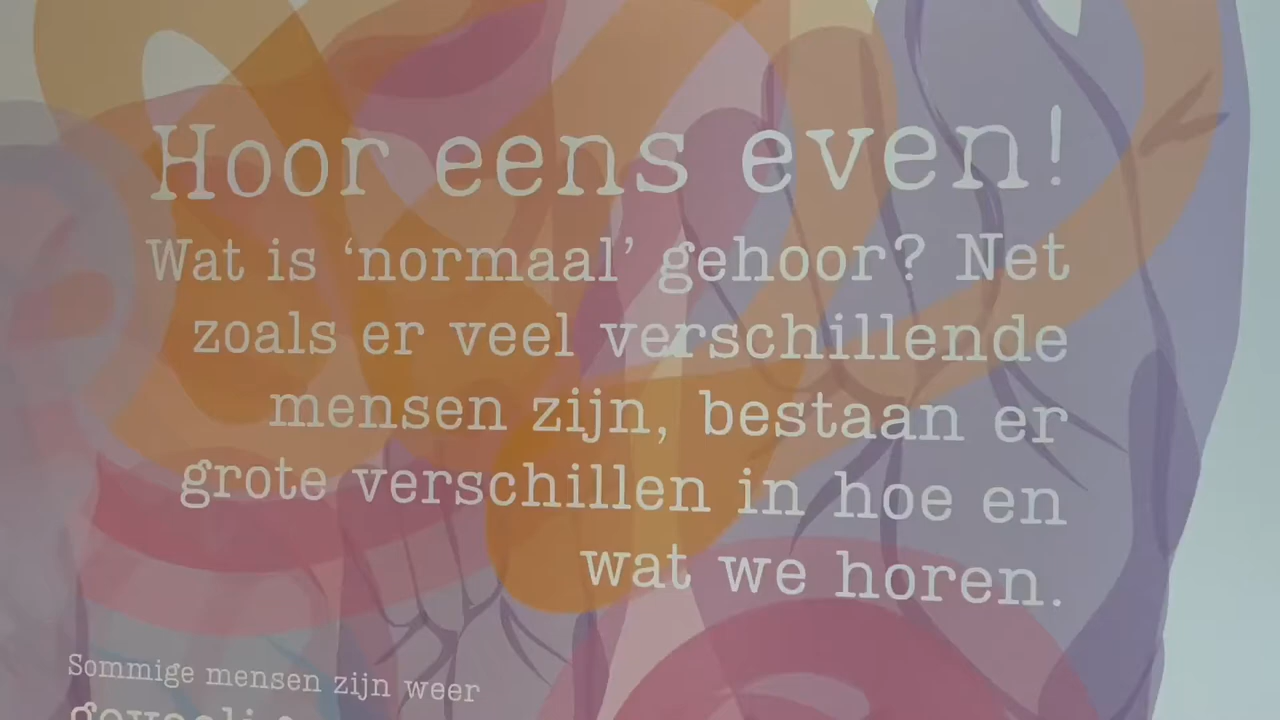 Hoor eens even!
Wat is ‘normaal’ gehoor? Net
zoals er veel verschillende
mensen zijn, bestaan er
grote verschillen in hoe en
wat we horen.
Sommige mensen zijn weer